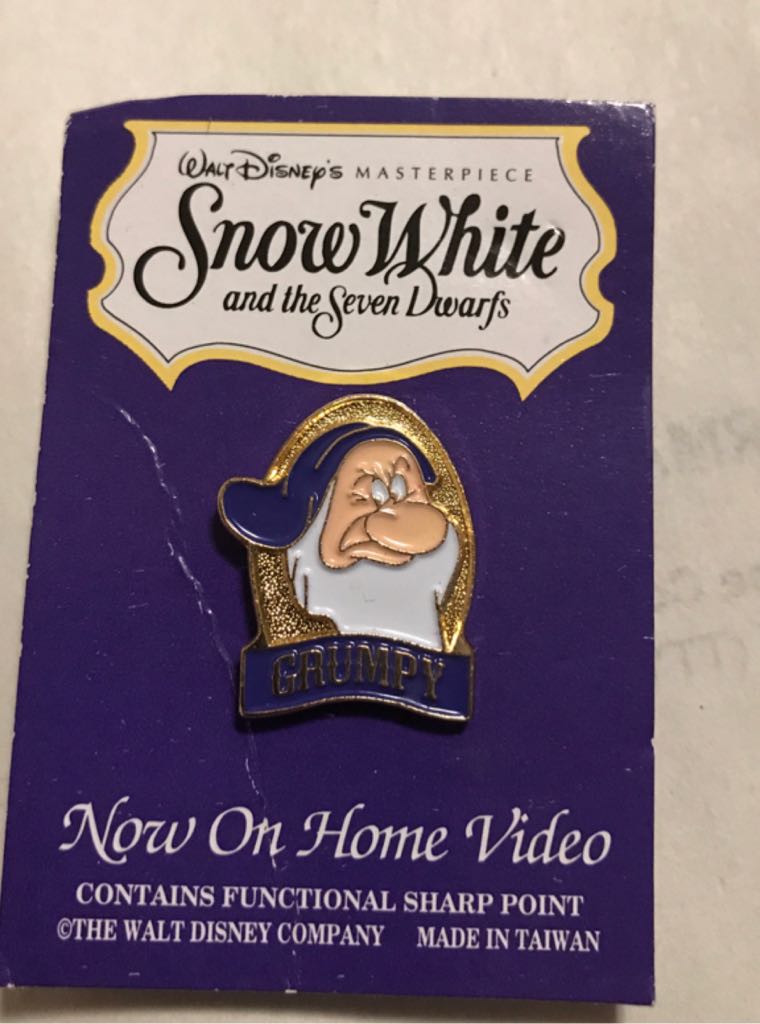 WALT DISNEY'S MASTERPIECE
Snow White
and the Seven Dwarfs
GRUMPY
Now On Home Video
CONTAINS FUNCTIONAL SHARP POINT
©THE WALT DISNEY COMPANY MADE IN TAIWAN